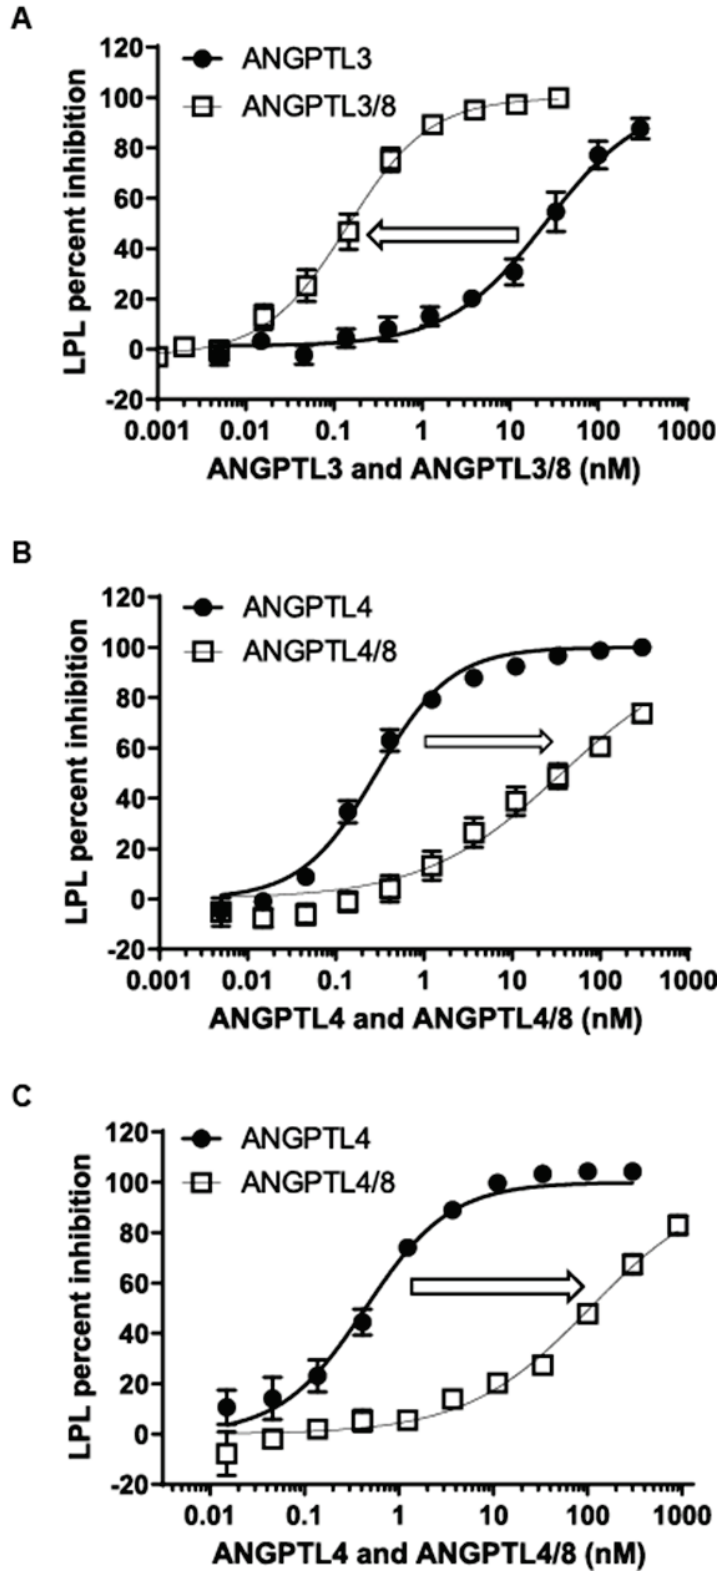 A
120
100
80
60
40
20
0
-20
LPL percent inhibition
ANGPTL3
ANGPTL3/8
0.001 0.01 0.1 1 10 100 1000
ANGPTL3 and ANGPTL3/8 (nM)
B
120
100
80
60
40
20
0
-20
LPL percent inhibition
ANGPTL4
ANGPTL4/8
0.001 0.01 0.1 1 10 100 1000
ANGPTL4 and ANGPTL4/8 (nM)
C
120
100
80
60
40
20
0
-20
LPL percent inhibition
ANGPTL4
ANGPTL4/8
0.01 0.1 1 10 100 1000
ANGPTL4 and ANGPTL4/8 (nM)